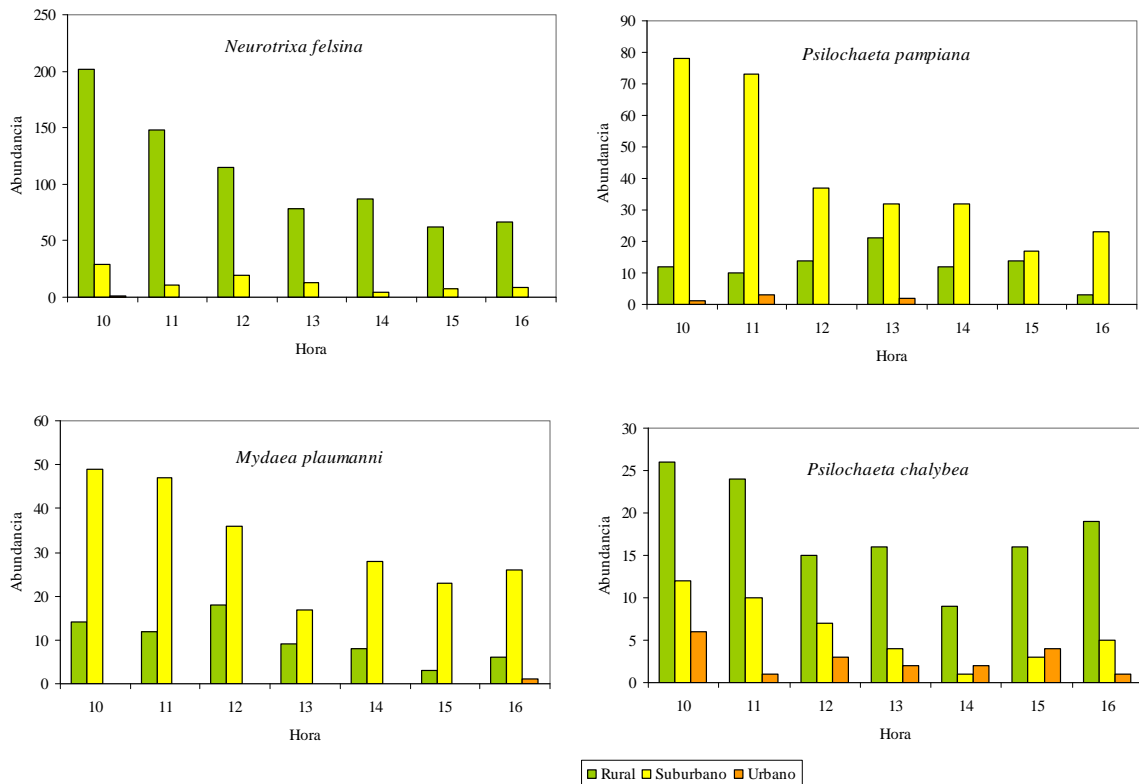 Neurotrixa felsina
Abundancia
250
200
150
100
50
0
10 11 12 13 14 15 16
Hora
Psilochaeta pampiana
Abundancia
90
80
70
60
50
40
30
20
10
0
10 11 12 13 14 15 16
Hora
Mydaea plaumanni
Abundancia
60
50
40
30
20
10
0
10 11 12 13 14 15 16
Hora
Psilochaeta chalybea
Abundancia
30
25
20
15
10
5
0
10 11 12 13 14 15 16
Hora
Rural Suburbano Urbano